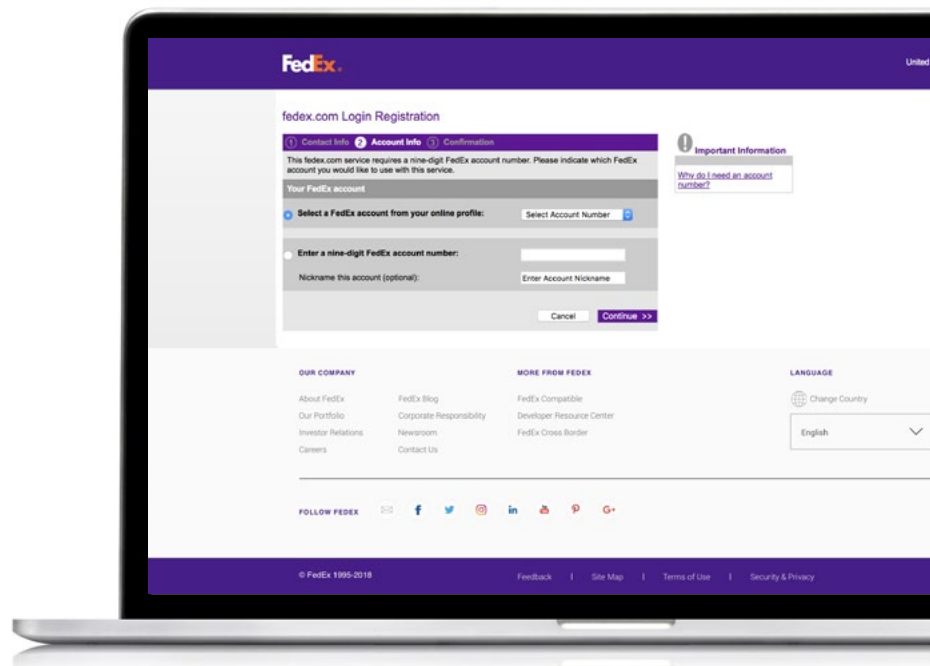 FedEx.
United
fedex.com Login Registration
1 Contact Info 2 Account Info 3 Confirmation
This fedex.com service requires a nine-digit FedEx account number. Please indicate which FedEx
account you would like to use with this service.
Your FedEx account
Select a FedEx account from your online profile:
Select Account Number
Enter a nine-digit FedEx account number:
Nickname this account (optional):
Enter Account Nickname
Cancel
Continue >>
! Important Information
Why do I need an account
number?
OUR COMPANY
About FedEx
Our Portfolio
Investor Relations
Careers
FedEx Blog
Corporate Responsibility
Newsroom
Contact Us
MORE FROM FEDEX
FedEx Compatible
Developer Resource Center
FedEx Cross Border
LANGUAGE
Change Country
English
FOLLOW FEDEX
© FedEx 1995-2018
Feedback | Site Map | Terms of Use | Security & Privacy